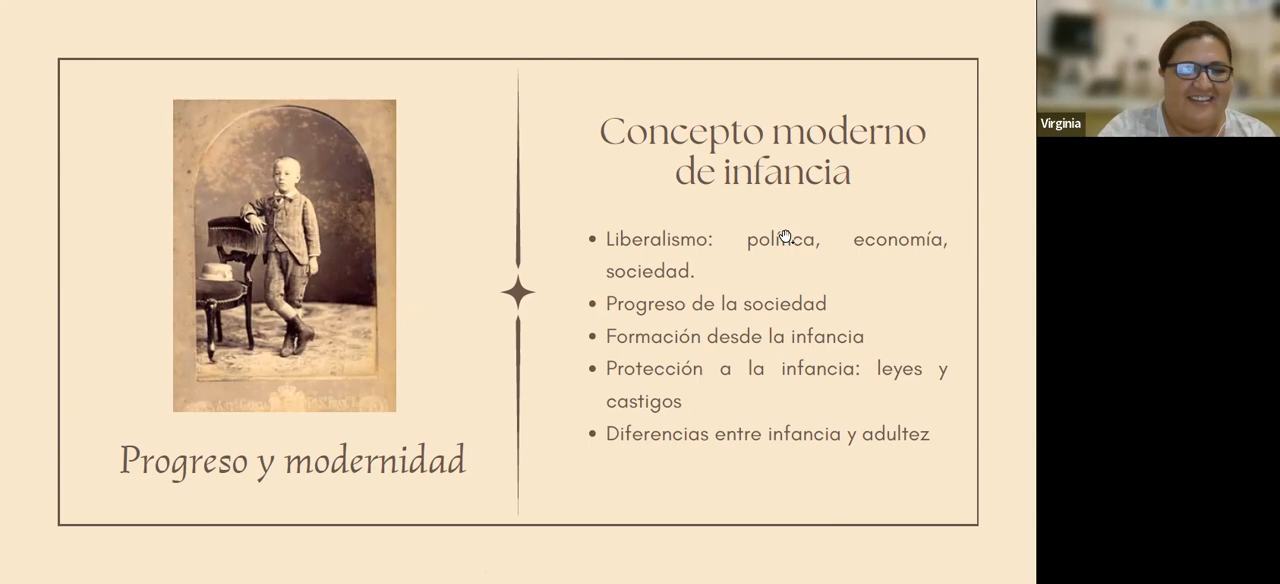 Progreso y modernidad
Concepto moderno
de infancia
• Liberalismo: política, economía,
sociedad.
• Progreso de la sociedad
• Formación desde la infancia
• Protección a la infancia: leyes y
castigos
• Diferencias entre infancia y adultez
Virginia